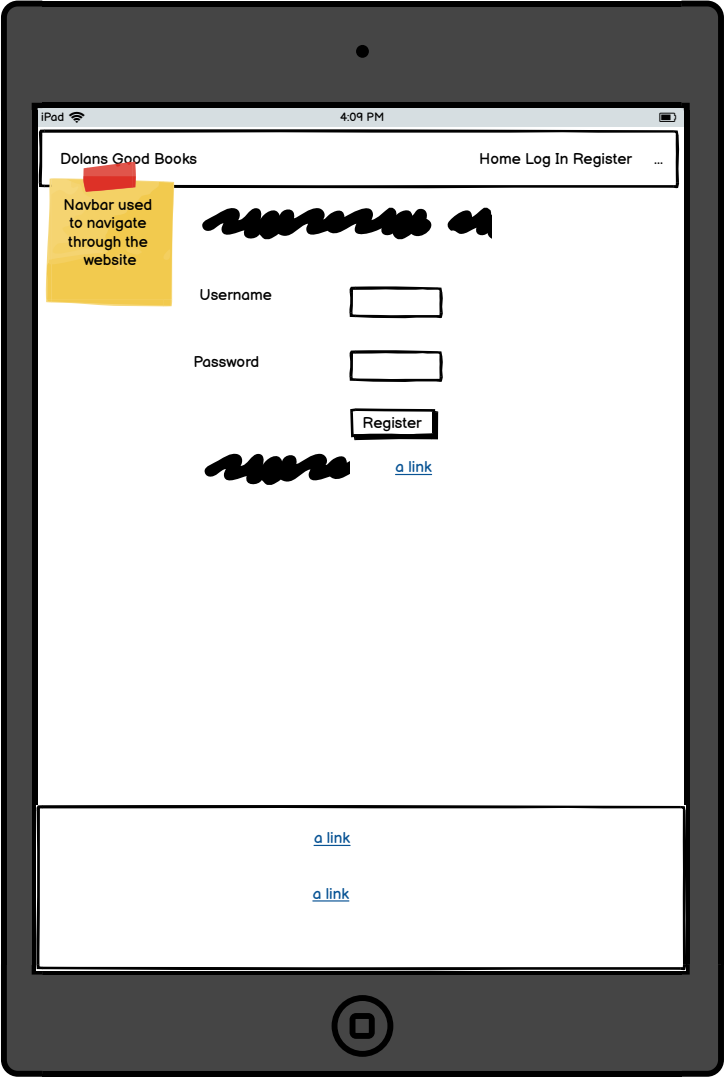 iPad 4:09 PM
Dolans Good Books Home Log In Register ...
Navbar used
to navigate
through the
website
Username
Password
Register
a link
a link
a link